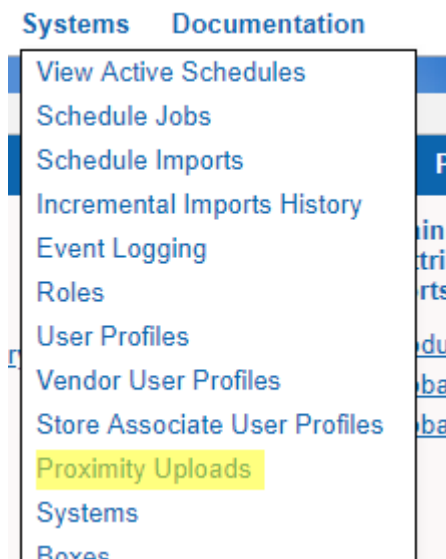 Systems Documentation
View Active Schedules
Schedule Jobs
Schedule Imports
Incremental Imports History
Event Logging
Roles
User Profiles
Vendor User Profiles
Store Associate User Profiles
Proximity Uploads
Systems
Boxes